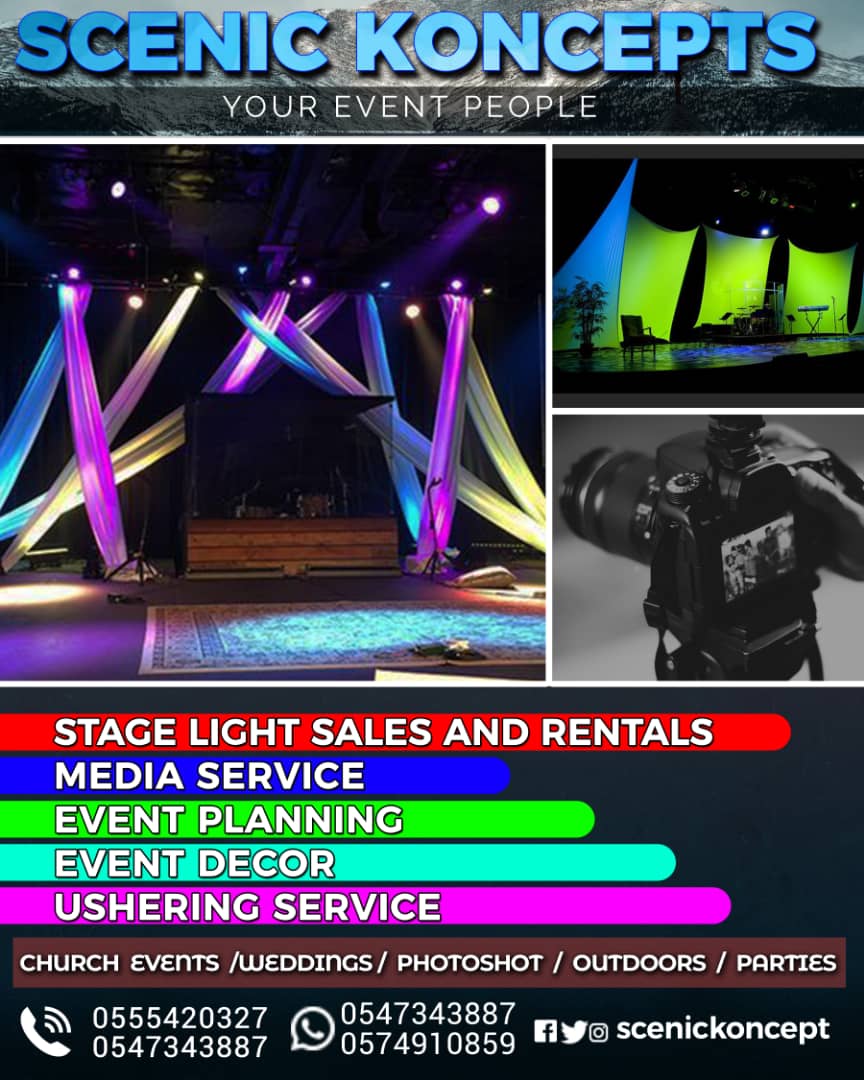 SCENIC KONCEPTS
YOUR EVENT PEOPLE
STAGE LIGHT SALES AND RENTALS
MEDIA SERVICE
EVENT PLANNING
EVENT DECOR
USHERING SERVICE
CHURCH EVENTS /WEDDINGS / PHOTOSHOT / OUTDOORS / PARTIES
0555420327
0547343887
0547343887
0574910859
scenickoncept